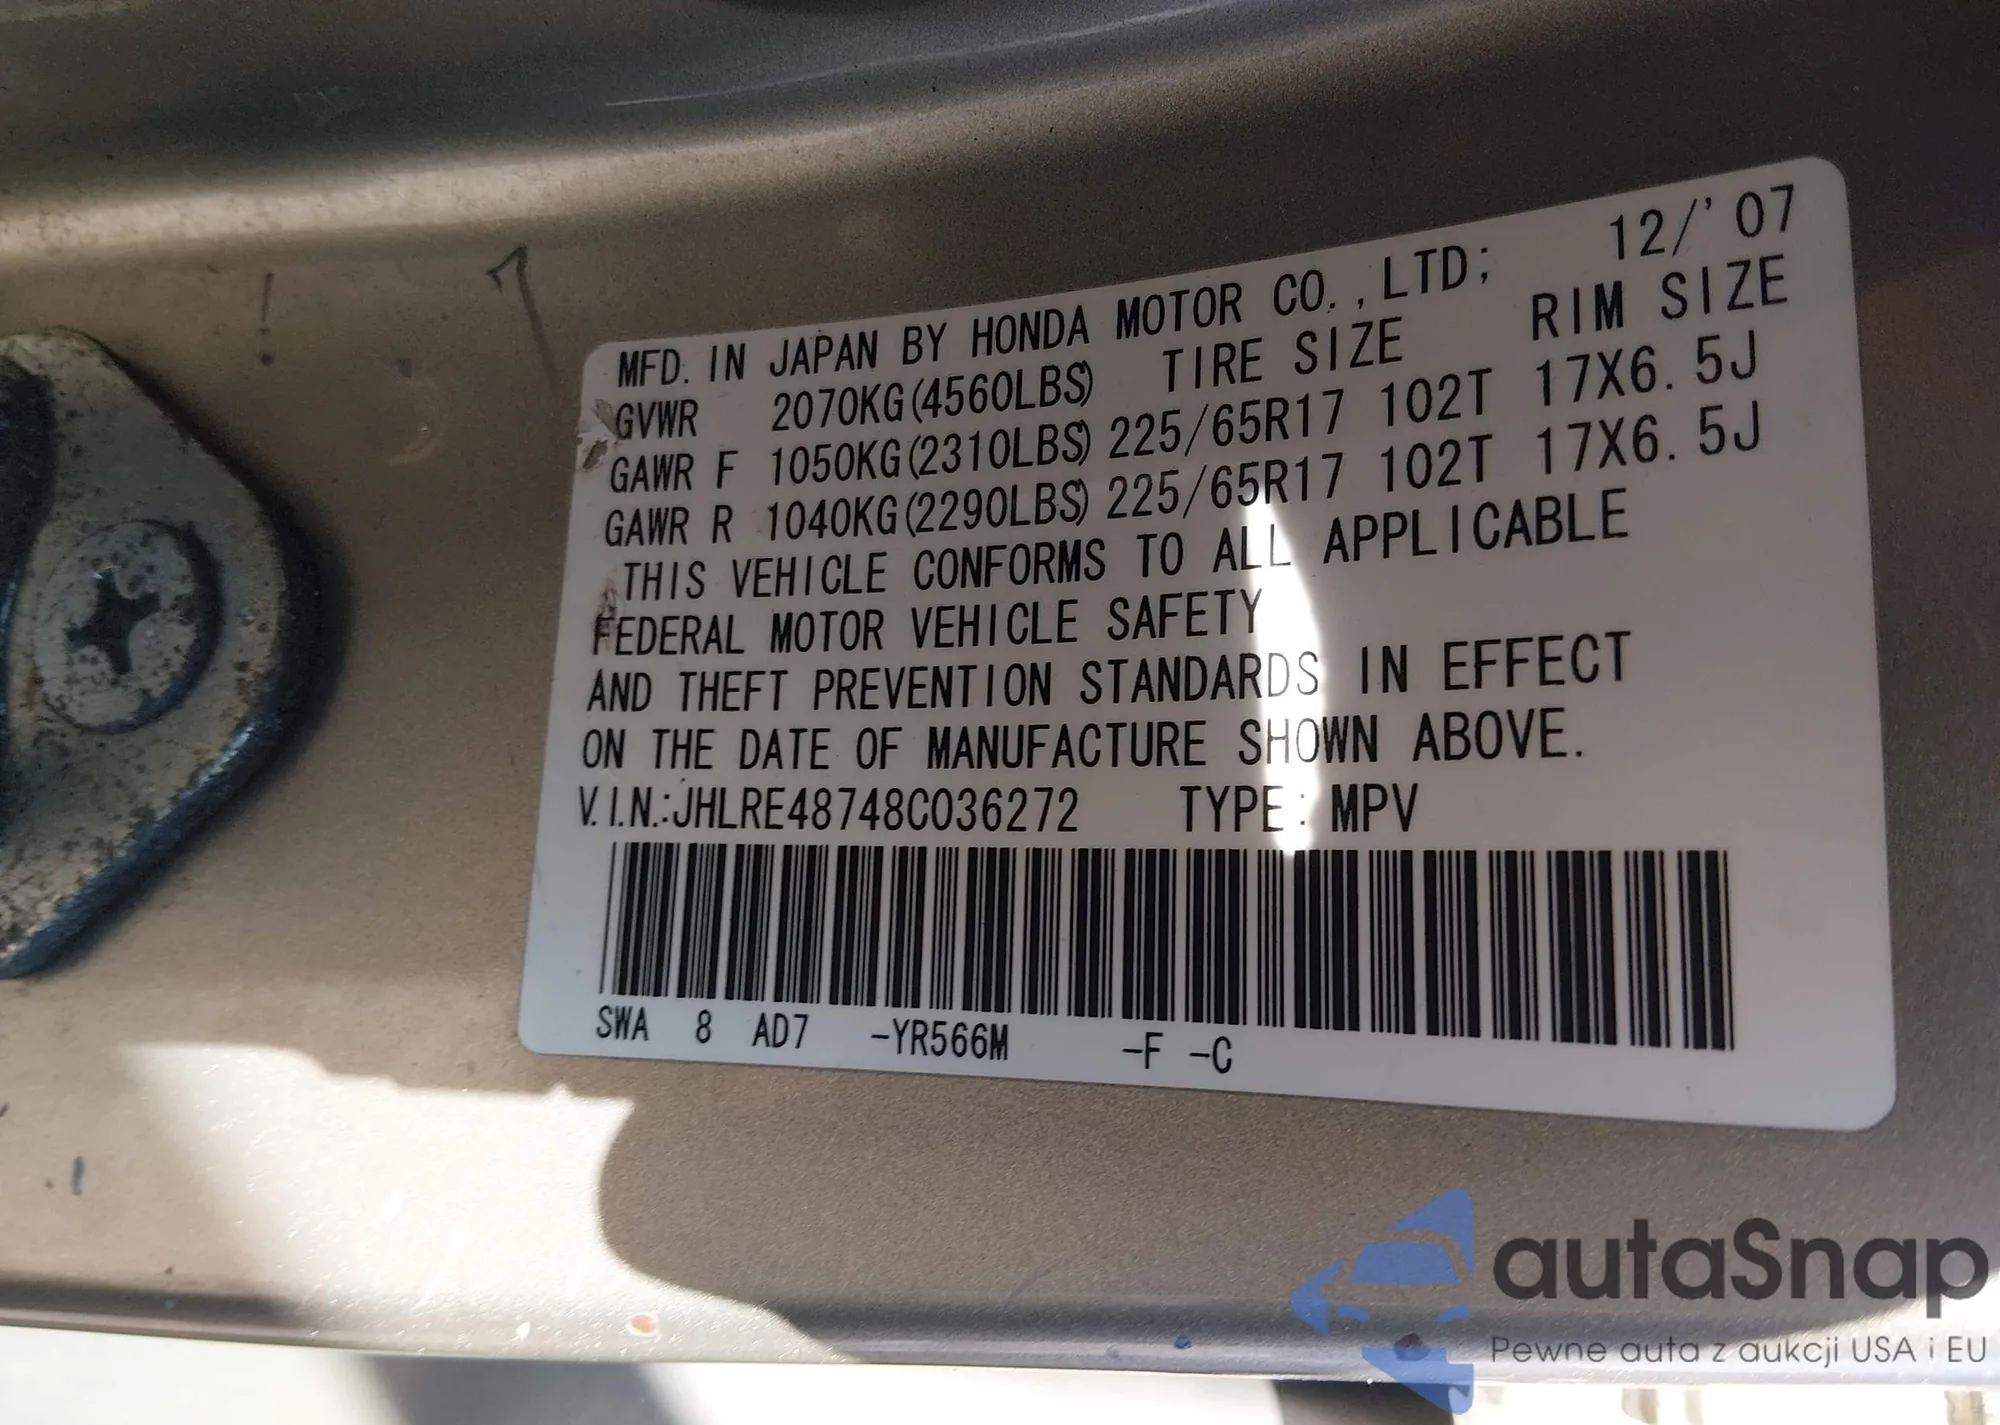 MFD. IN JAPAN BY HONDA MOTOR CO.,LTD; 12/'07
GVWR 2070KG(4560LBS) TIRE SIZE RIM SIZE
GAWR F 1050KG(2310LBS) 225/65R17 102T 17X6.5J
GAWR R 1040KG(2290LBS) 225/65R17 102T 17X6.5J
THIS VEHICLE CONFORMS TO ALL APPLICABLE
FEDERAL MOTOR VEHICLE SAFETY
AND THEFT PREVENTION STANDARDS IN EFFECT
ON THE DATE OF MANUFACTURE SHOWN ABOVE.
V.I.N.:JHLRE48748C036272 TYPE: MPV
SWA 8 AD7 -YR566M -F -C
autaSnap
Pewne auta z aukcji USA i EU